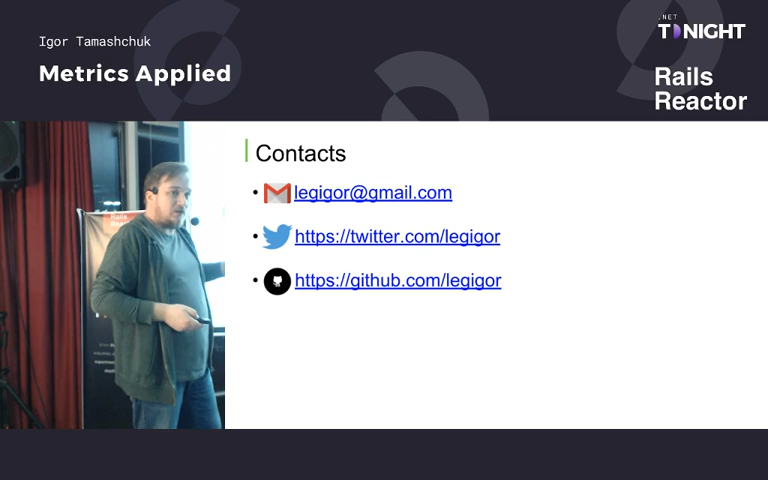 Igor Tamashchuk
Metrics Applied
.NET
TONIGHT
Rails
Reactor
Contacts
• legigor@gmail.com
• https://twitter.com/legigor
• https://github.com/legigor
Rails